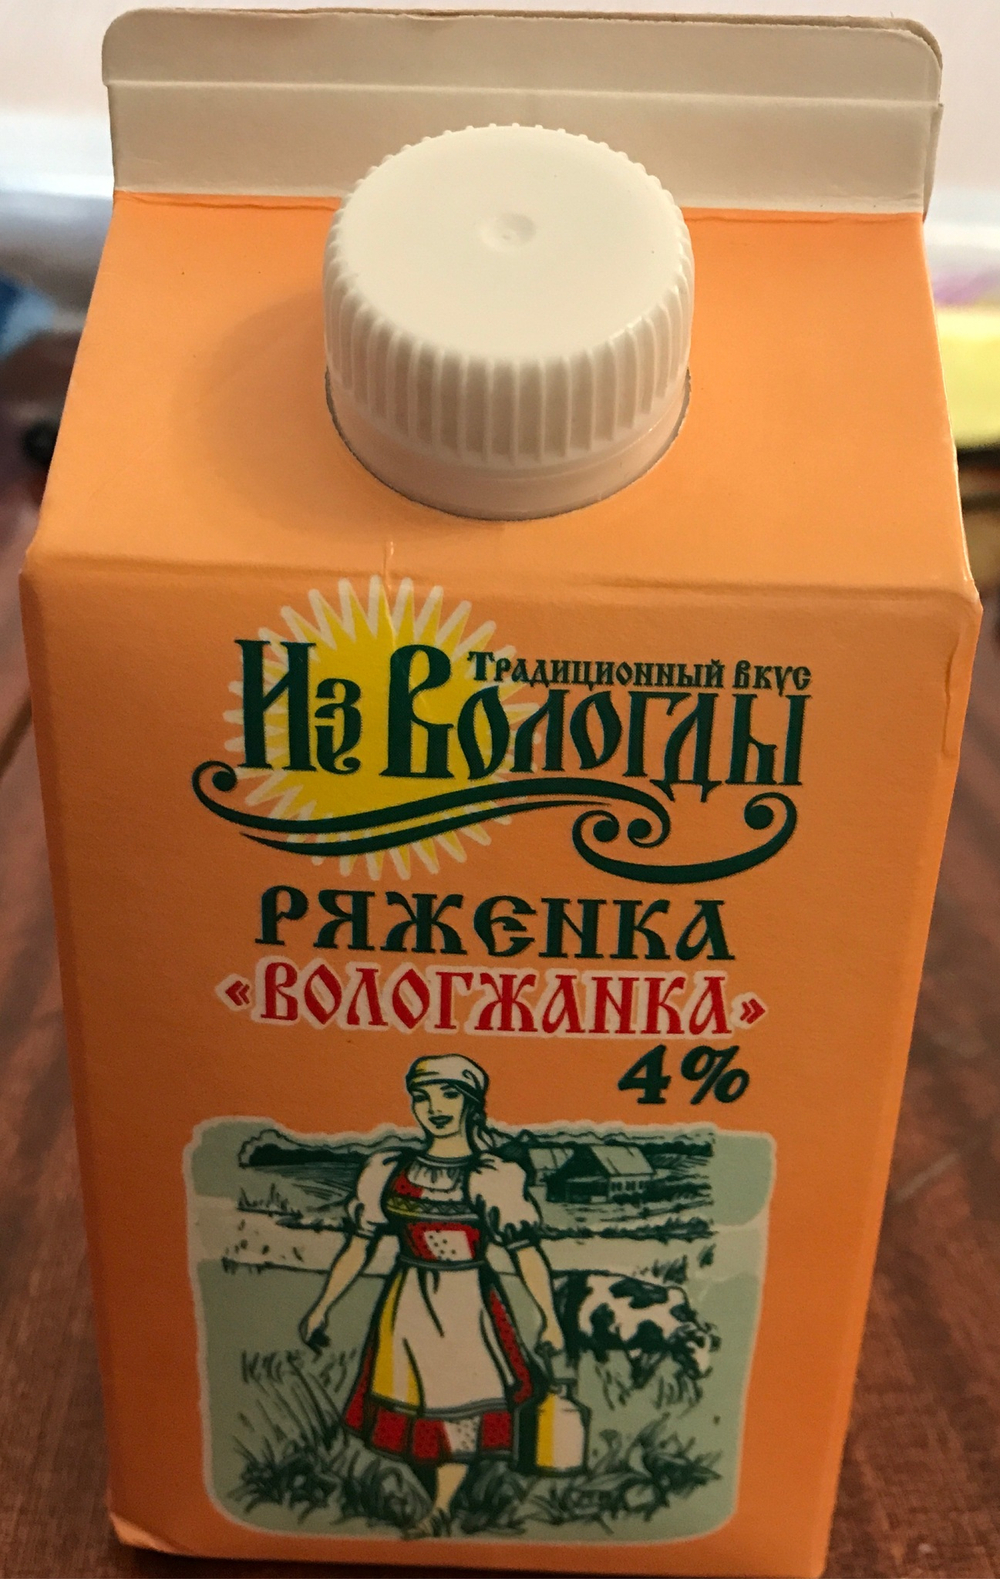 Традиционный вкус
Из Вологды
РЯЖЕНКА
«ВОЛОГЖАНКА»
4%